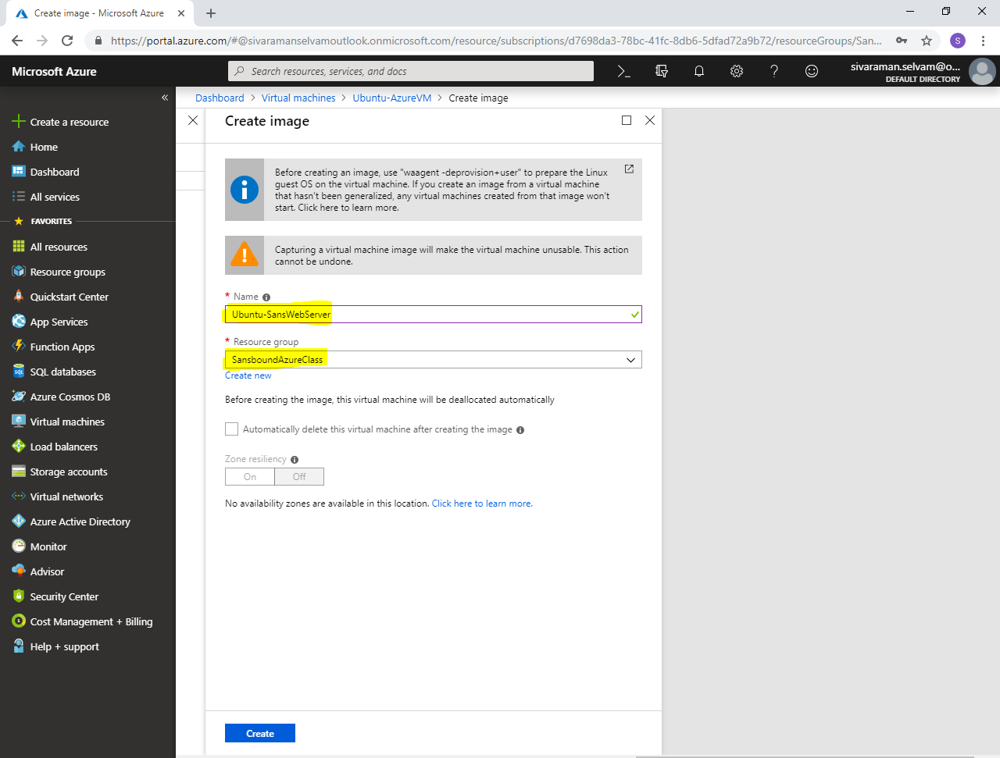 Create image - Microsoft Azure
https://portal.azure.com/#@sivaramanselvamoutlook.onmicrosoft.com/resource/subscriptions/d7698da3-78bc-41fc-8db6-5dfad72a9b72/resourceGroups/San...
S
Microsoft Azure
Search resources, services, and docs
sivaraman.selvam@o...
DEFAULT DIRECTORY
Dashboard > Virtual machines > Ubuntu-AzureVM > Create image
Create a resource
Home
Dashboard
All services
FAVORITES
All resources
Resource groups
Quickstart Center
App Services
Function Apps
SQL databases
Azure Cosmos DB
Virtual machines
Load balancers
Storage accounts
Virtual networks
Azure Active Directory
Monitor
Advisor
Security Center
Cost Management + Billing
Help + support
Create image
Before creating an image, use "waagent -deprovision+user" to prepare the Linux
guest OS on the virtual machine. If you create an image from a virtual machine
that hasn't been generalized, any virtual machines created from that image won't
start. Click here to learn more.
Capturing a virtual machine image will make the virtual machine unusable. This action
cannot be undone.
* Name
Ubuntu-SansWebServer
* Resource group
SansboundAzureClass
Create new
Before creating the image, this virtual machine will be deallocated automatically
Automatically delete this virtual machine after creating the image
Zone resiliency
On Off
No availability zones are available in this location. Click here to learn more.
Create